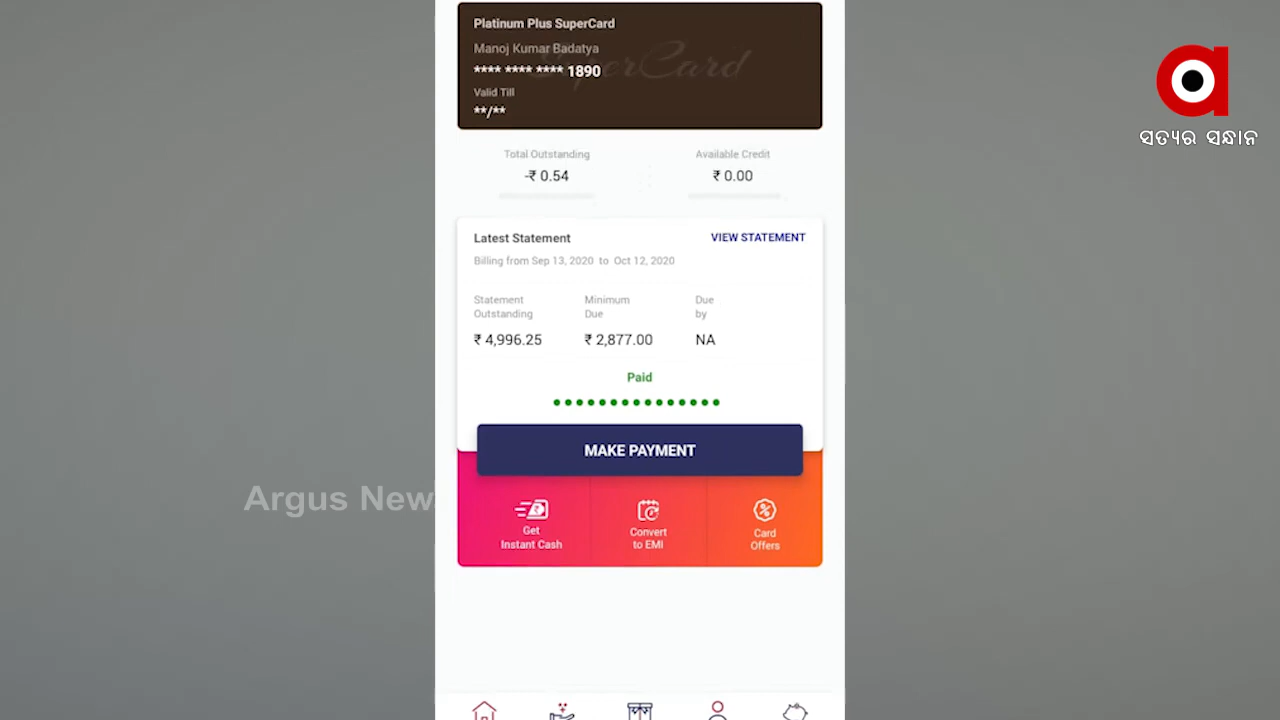 Platinum Plus SuperCard
Manoj Kumar Badatya
SuperCard
**** **** **** 1890
Valid Till
**/**
ସତ୍ୟର ସନ୍ଧାନ
Total Outstanding
Available Credit
-₹ 0.54
₹ 0.00
Latest Statement
VIEW STATEMENT
Billing from Sep 13, 2020 to Oct 12, 2020
Statement Outstanding
Minimum Due
Due by
₹ 4,996.25
₹ 2,877.00
NA
Paid
MAKE PAYMENT
Argus New
Get
Instant Cash
Convert
to EMI
Card
Offers